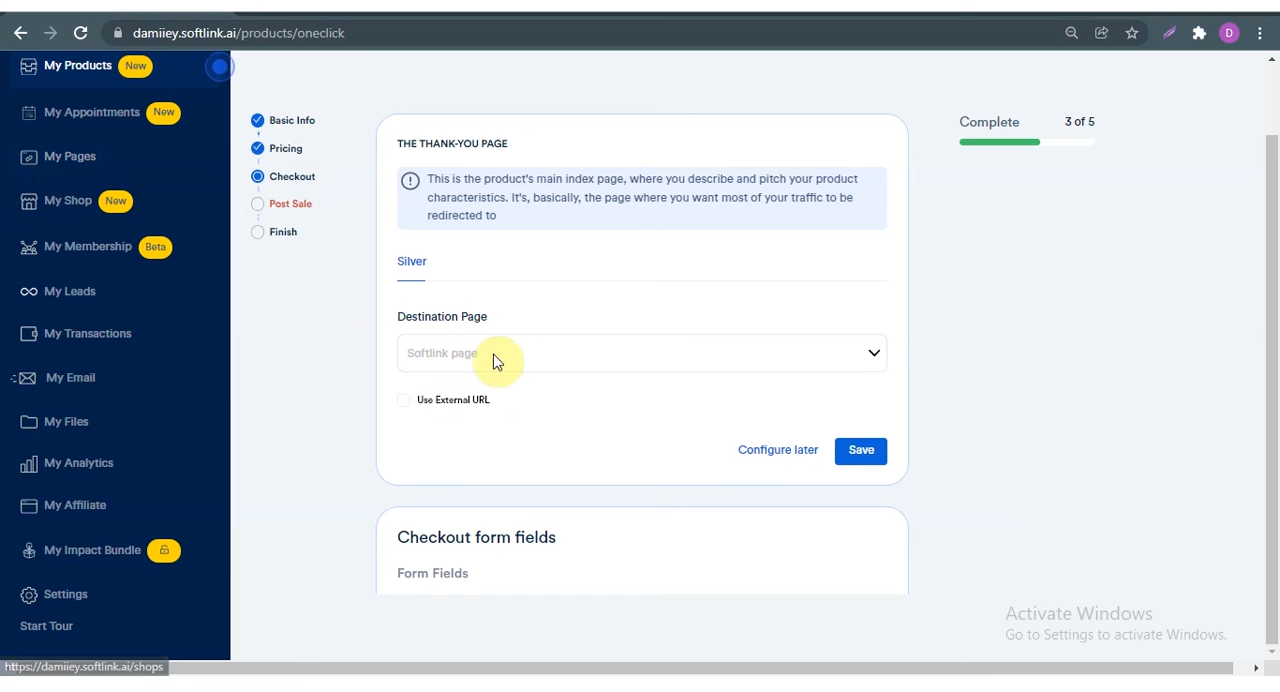 damiiey.softlink.ai/products/oneclick
D
My Products New
My Appointments New
My Pages
My Shop New
My Membership Beta
My Leads
My Transactions
My Email
My Files
My Analytics
My Affiliate
My Impact Bundle
Settings
Start Tour
https://damiiey.softlink.ai/shops
Basic Info
Pricing
Checkout
Post Sale
Finish
THE THANK-YOU PAGE
This is the product's main index page, where you describe and pitch your product
characteristics. It's, basically, the page where you want most of your traffic to be
redirected to
Silver
Destination Page
Softlink page
Use External URL
Configure later Save
Checkout form fields
Form Fields
Complete 3 of 5
Activate Windows
Go to Settings to activate Windows.